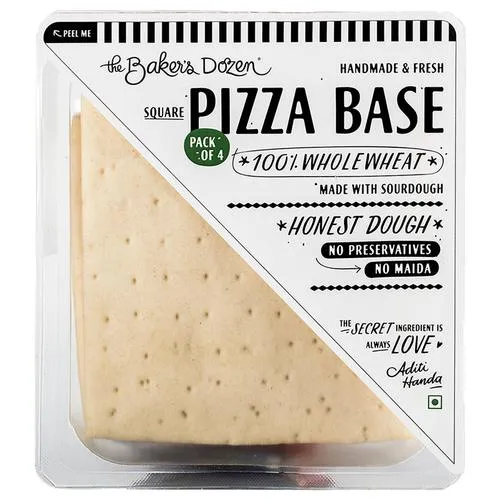 PEEL ME
the Baker's Dozen
HANDMADE & FRESH
SQUARE PIZZA BASE
PACK OF 4
100% WHOLEWHEAT
MADE WITH SOURDOUGH
HONEST DOUGH
NO PRESERVATIVES
NO MAIDA
THE SECRET INGREDIENT IS
ALWAYS LOVE
Aditi
Handa